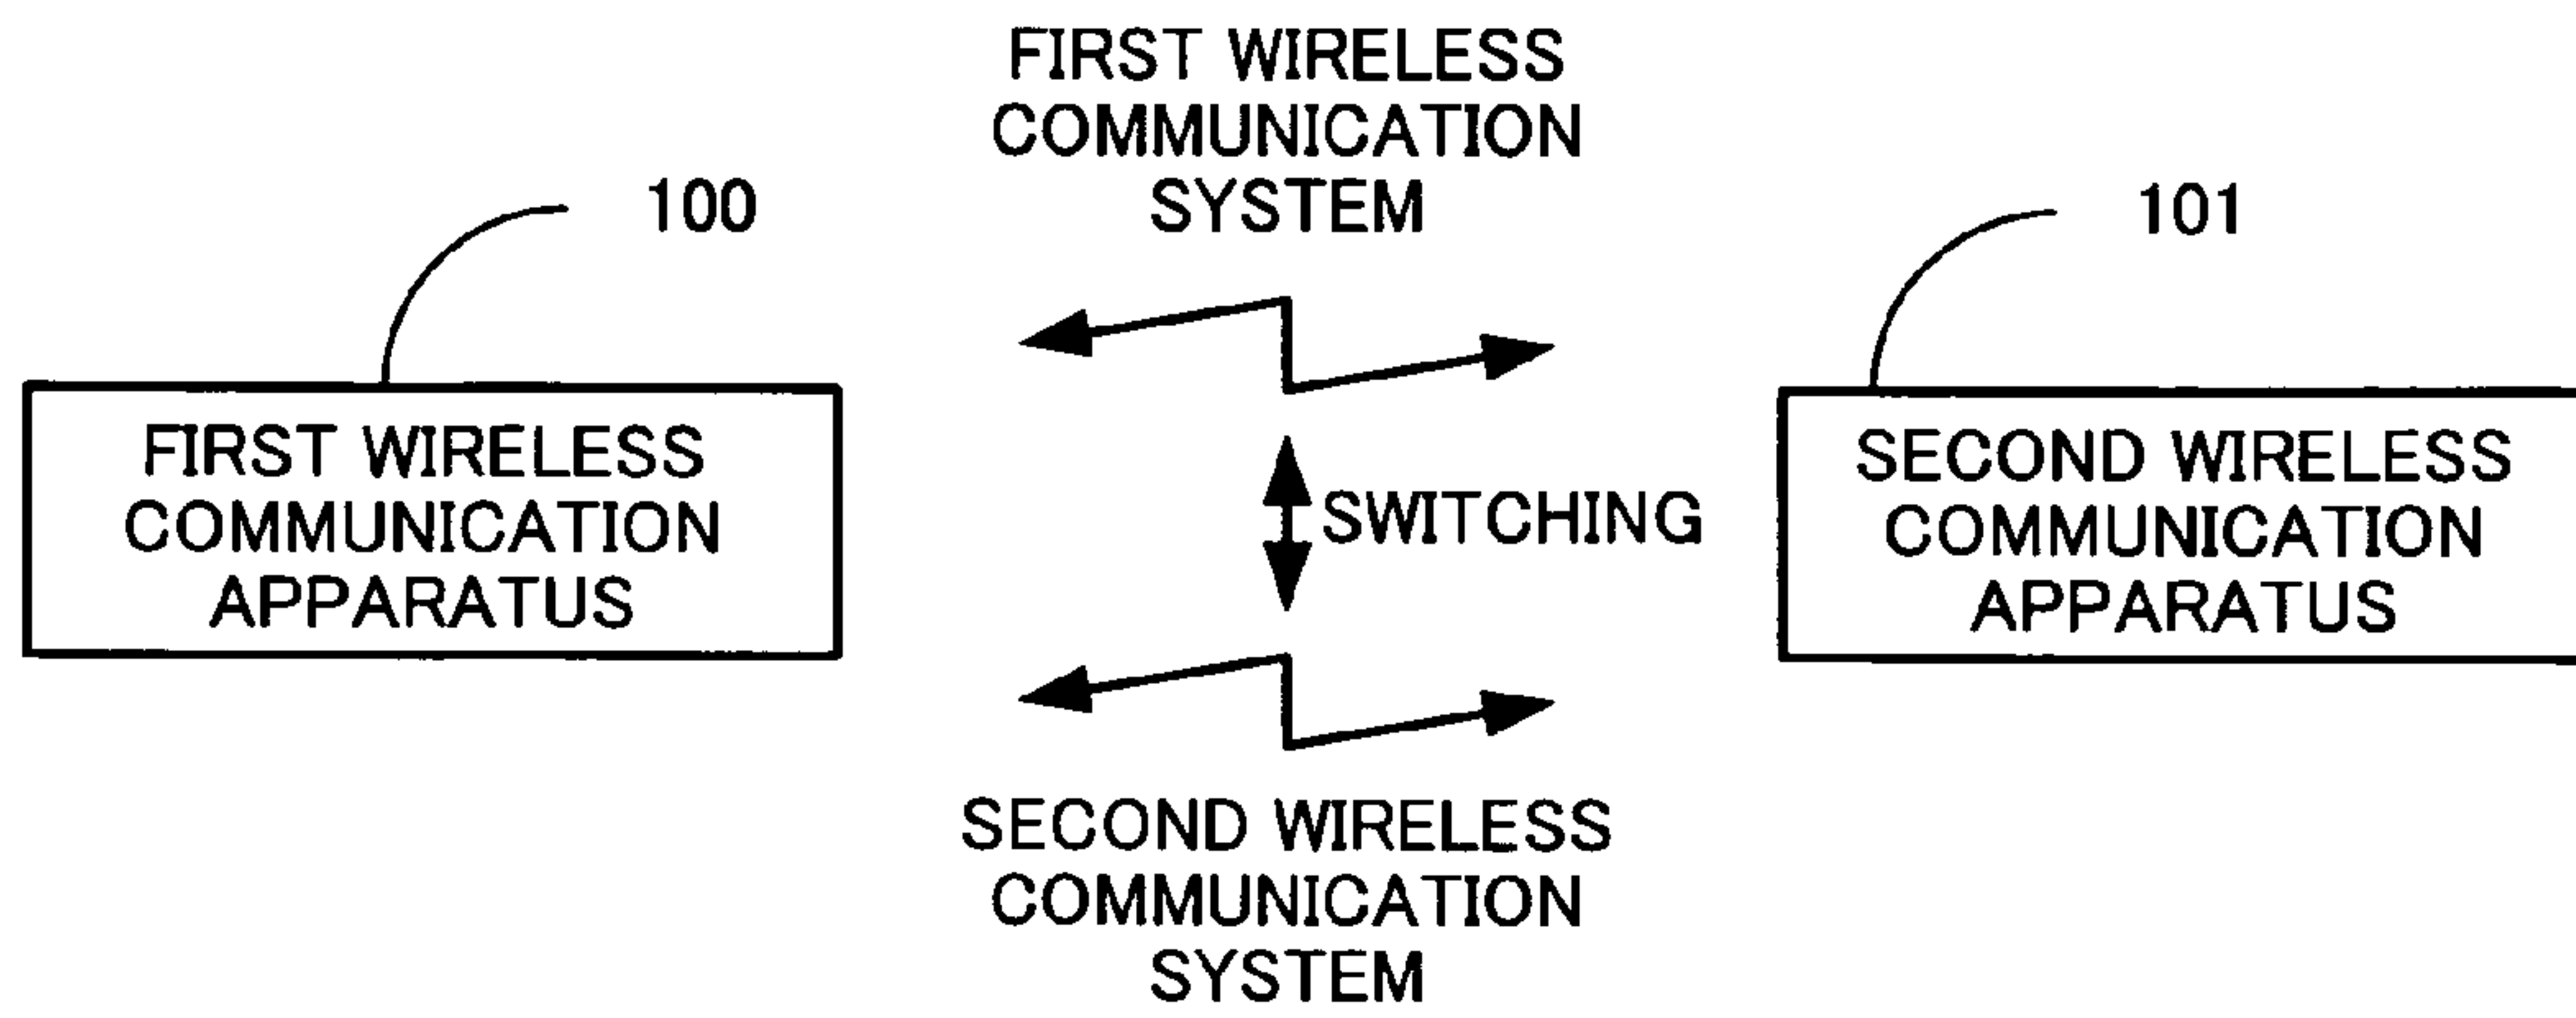 FIRST WIRELESS
COMMUNICATION
SYSTEM
100
101
FIRST WIRELESS
COMMUNICATION
APPARATUS
SWITCHING
SECOND WIRELESS
COMMUNICATION
APPARATUS
SECOND WIRELESS
COMMUNICATION
SYSTEM